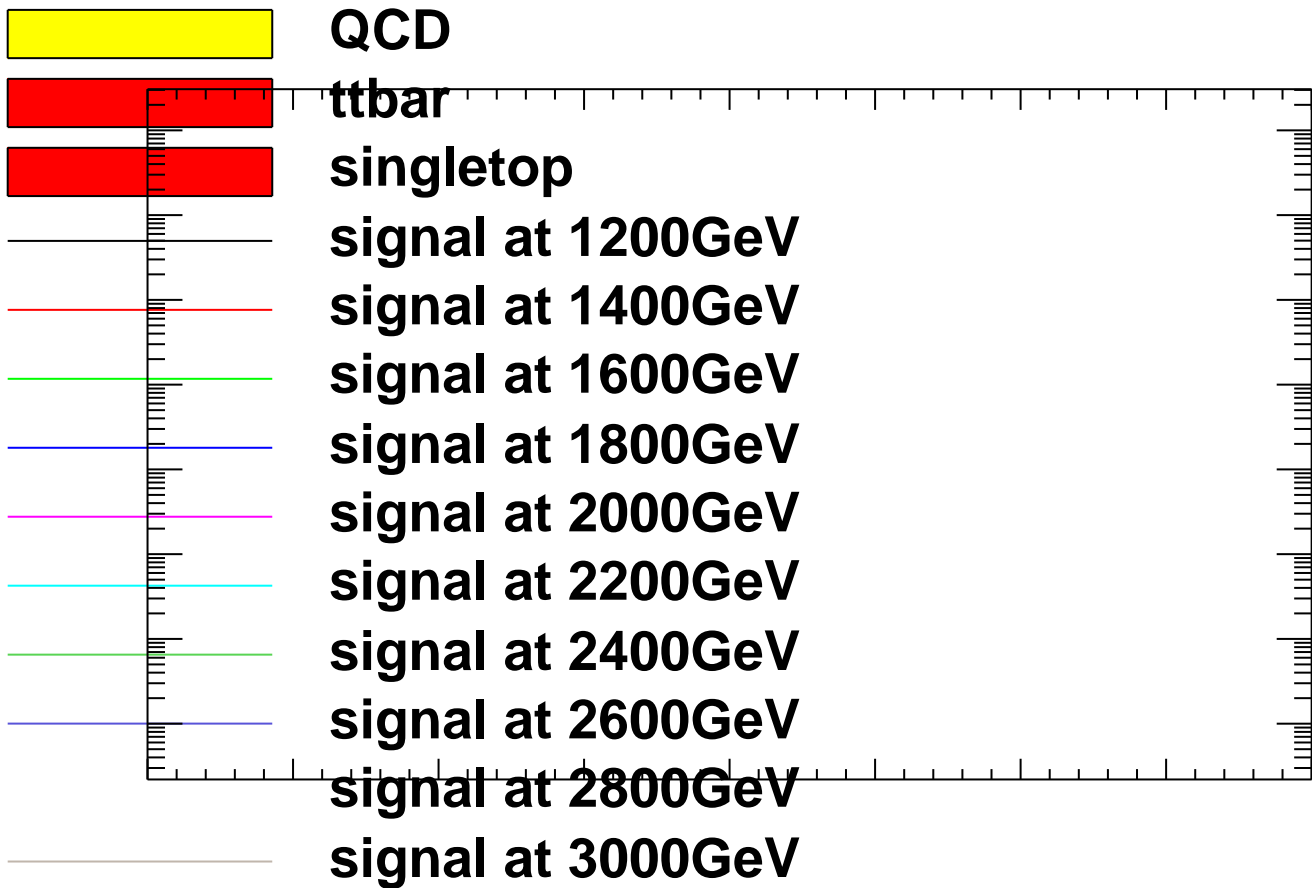 QCD
ttbar
singletop
signal at 1200GeV
signal at 1400GeV
signal at 1600GeV
signal at 1800GeV
signal at 2000GeV
signal at 2200GeV
signal at 2400GeV
signal at 2600GeV
signal at 2800GeV
signal at 3000GeV